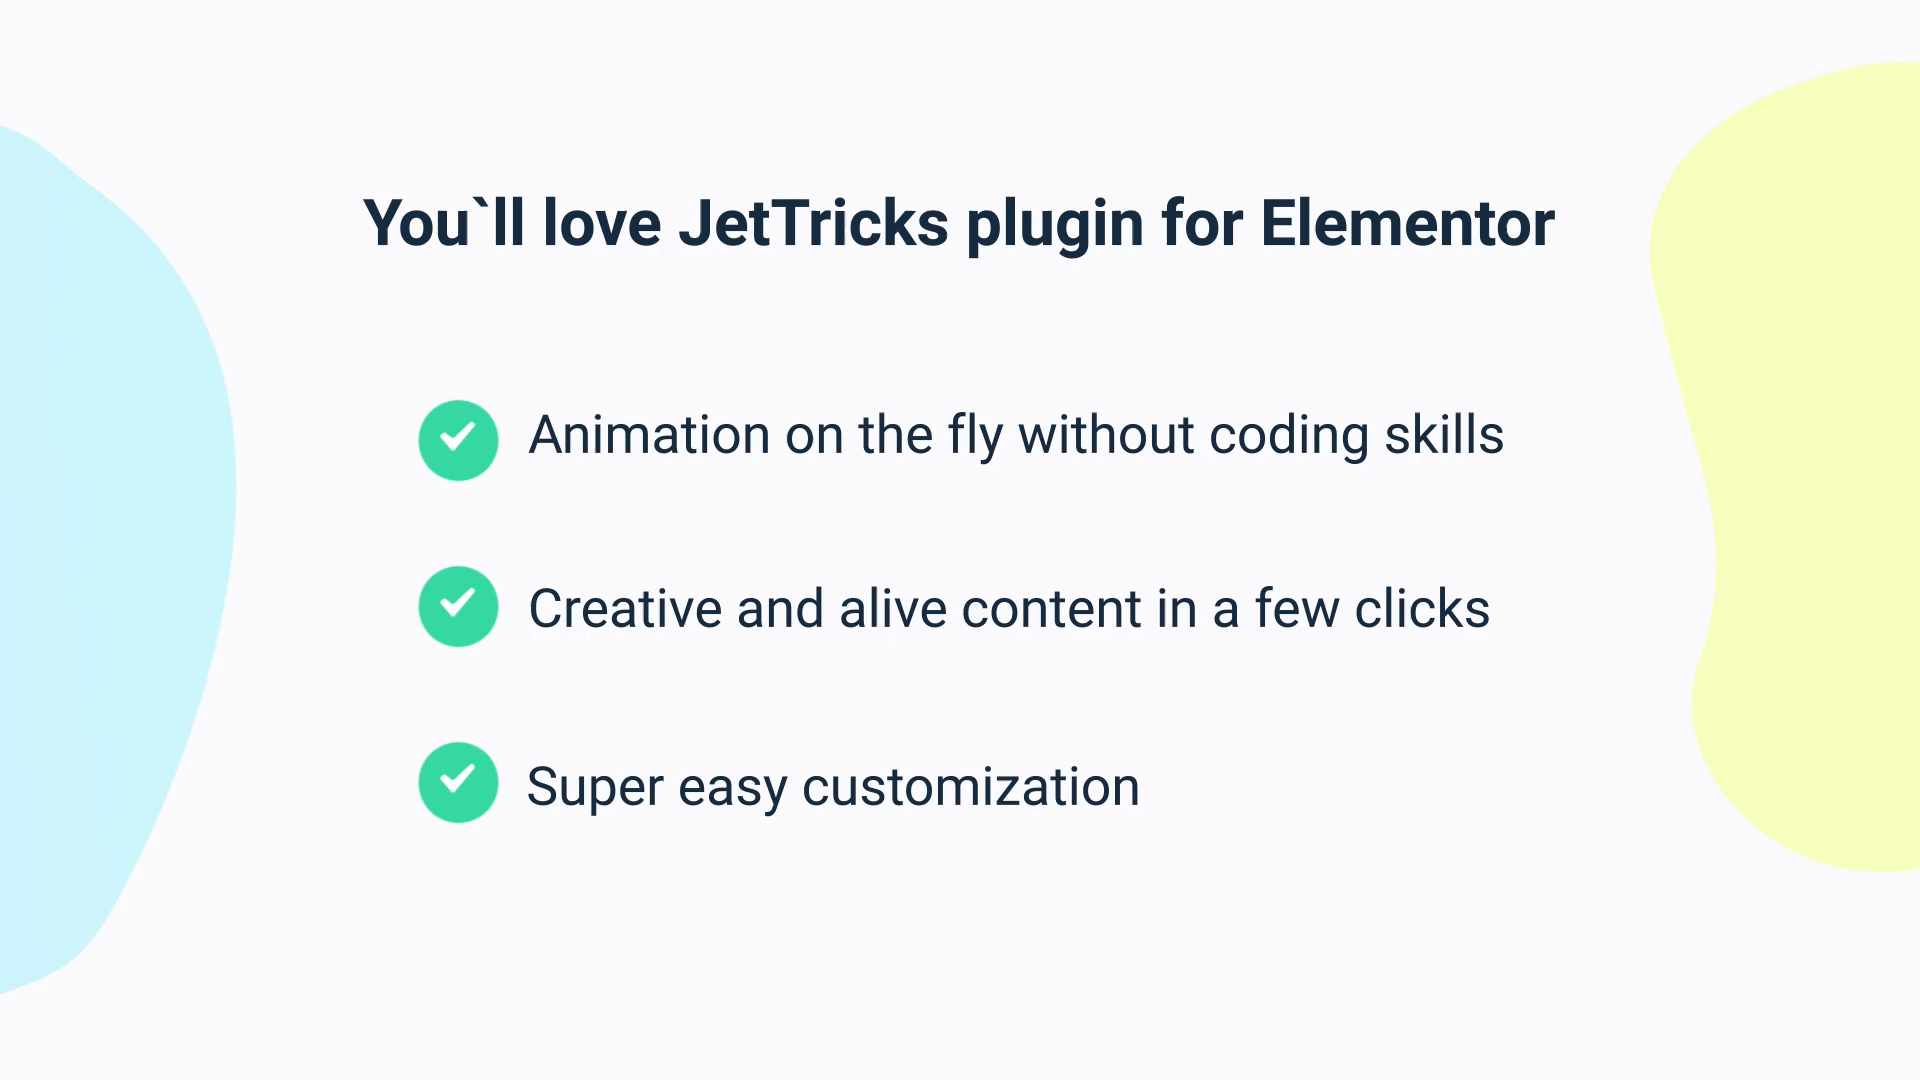 You`ll love JetTricks plugin for Elementor
Animation on the fly without coding skills
Creative and alive content in a few clicks
Super easy customization